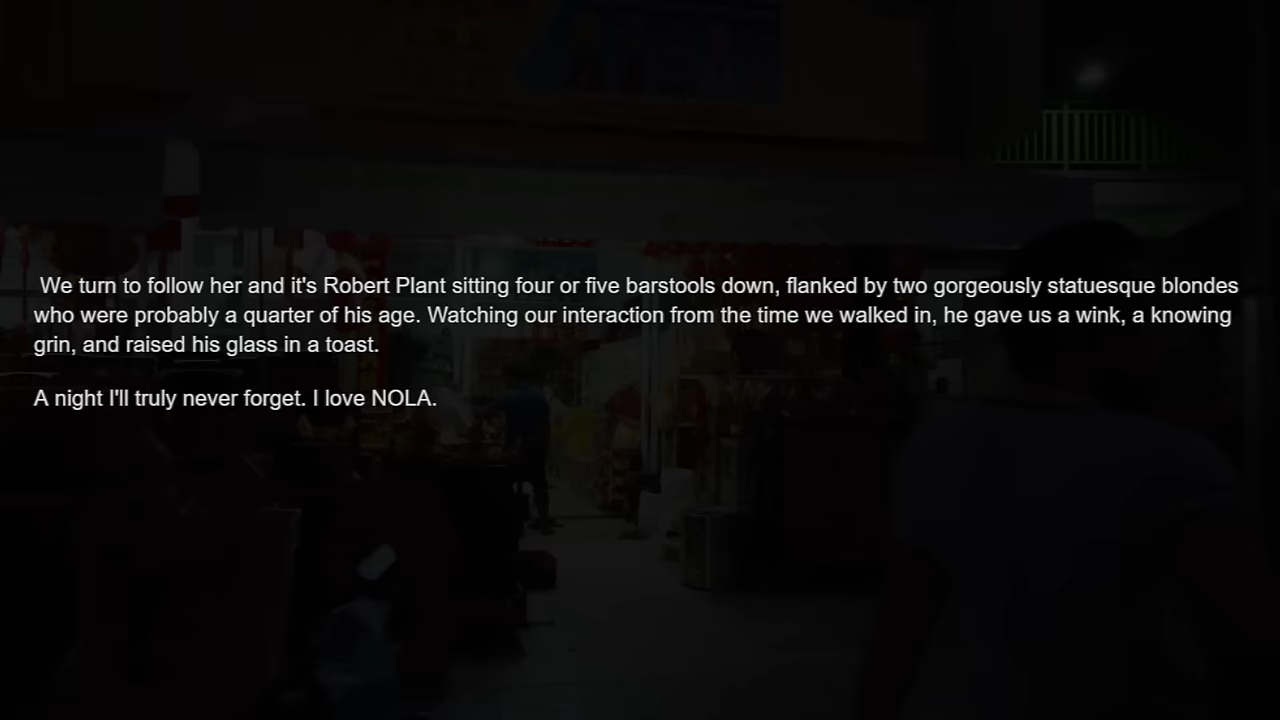 We turn to follow her and it's Robert Plant sitting four or five barstools down, flanked by two gorgeously statuesque blondes
who were probably a quarter of his age. Watching our interaction from the time we walked in, he gave us a wink, a knowing
grin, and raised his glass in a toast.
A night I'll truly never forget. I love NOLA.